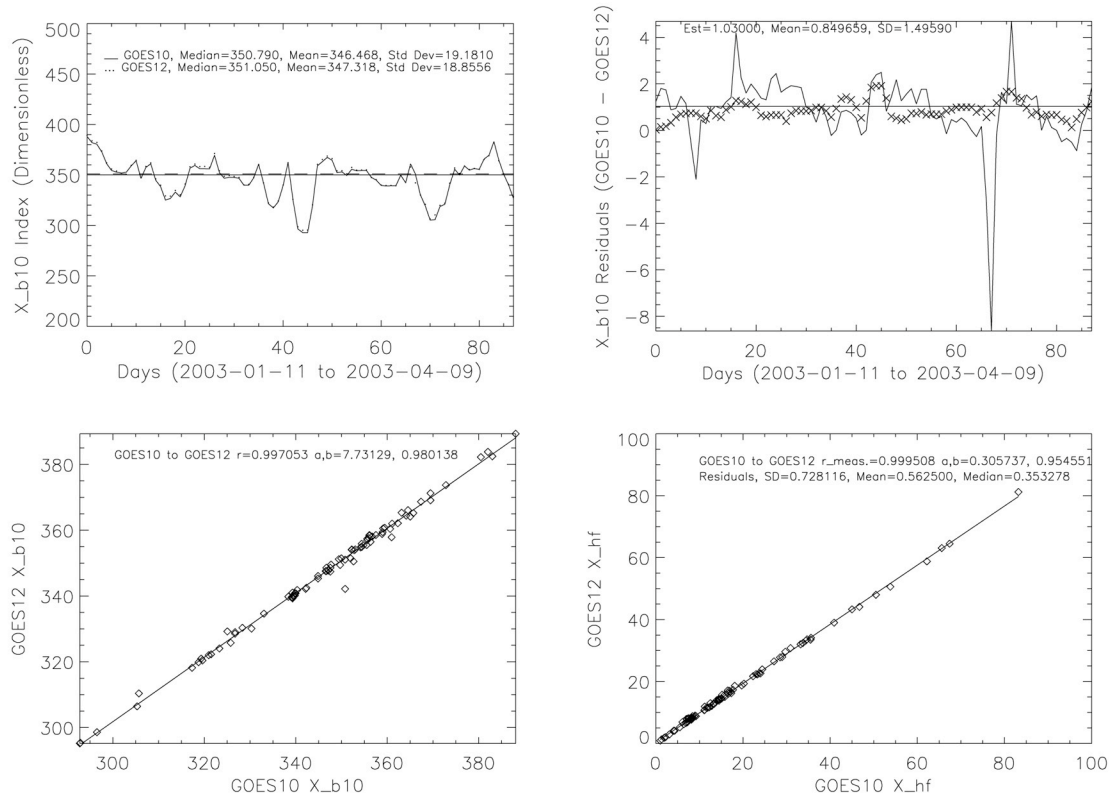 GOES10, Median=350.790, Mean=346.468, Std Dev=19.1810
GOES12, Median=351.050, Mean=347.318, Std Dev=18.8556
X_b10 Index (Dimensionless)
500
450
400
350
300
250
200
0 20 40 60 80
Days (2003-01-11 to 2003-04-09)
Est=1.03000, Mean=0.849659, SD=1.49590
X_b10 Residuals (GOES10 - GOES12)
4
2
0
-2
-4
-6
-8
0 20 40 60 80
Days (2003-01-11 to 2003-04-09)
GOES10 to GOES12 r=0.997053 a,b=7.73129, 0.980138
GOES12 X_b10
380
360
340
320
300
300 320 340 360 380
GOES10 X_b10
GOES10 to GOES12 r_meas.=0.999508 a,b=0.305737, 0.954551
Residuals, SD=0.728116, Mean=0.562500, Median=0.353278
GOES12 X_hf
100
80
60
40
20
0
0 20 40 60 80 100
GOES10 X_hf